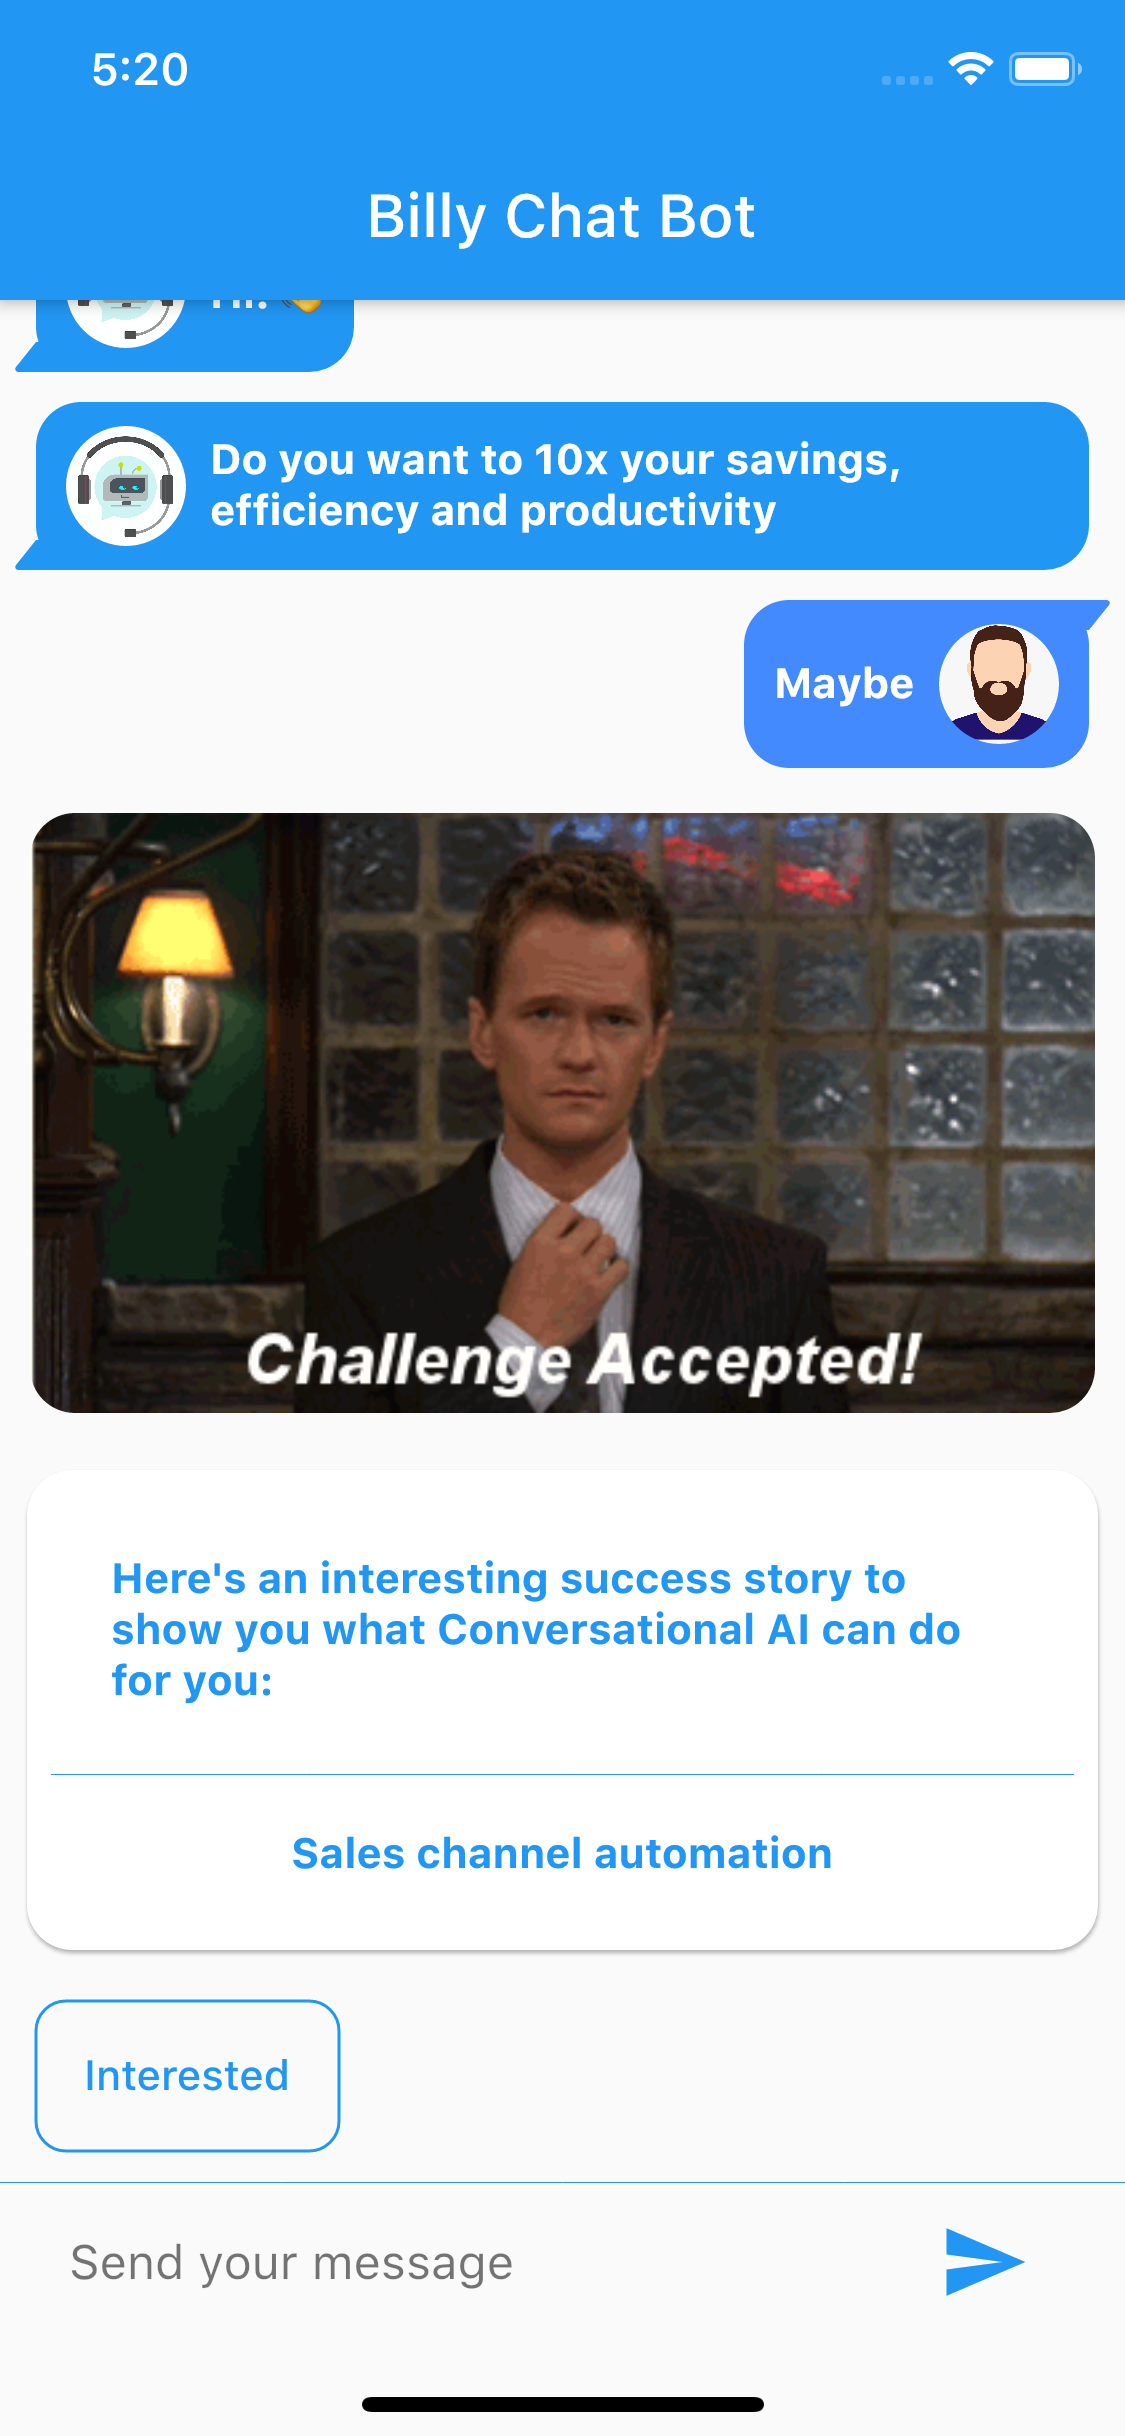 5:20
Billy Chat Bot
Hi! 👋
Do you want to 10x your savings,
efficiency and productivity
Maybe
Challenge Accepted!
Here's an interesting success story to
show you what Conversational AI can do
for you:
Sales channel automation
Interested
Send your message